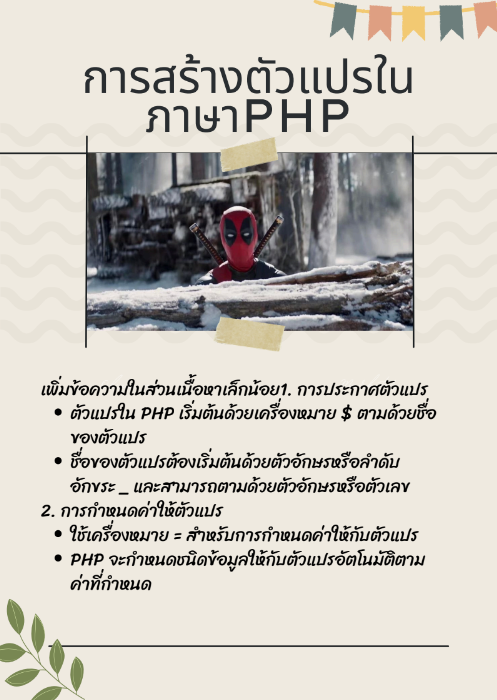 การสร้างตัวแปรใน
ภาษาPHP
เพิ่มข้อความในส่วนเนื้อหาเล็กน้อย1. การประกาศตัวแปร
• ตัวแปรใน PHP เริ่มต้นด้วยเครื่องหมาย $ ตามด้วยชื่อ
ของตัวแปร
• ชื่อของตัวแปรต้องเริ่มต้นด้วยตัวอักษรหรือลำดับ
อักขระ _ และสามารถตามด้วยตัวอักษรหรือตัวเลข
2. การกำหนดค่าให้ตัวแปร
• ใช้เครื่องหมาย = สำหรับการกำหนดค่าให้กับตัวแปร
• PHP จะกำหนดชนิดข้อมูลให้กับตัวแปรอัตโนมัติตาม
ค่าที่กำหนด